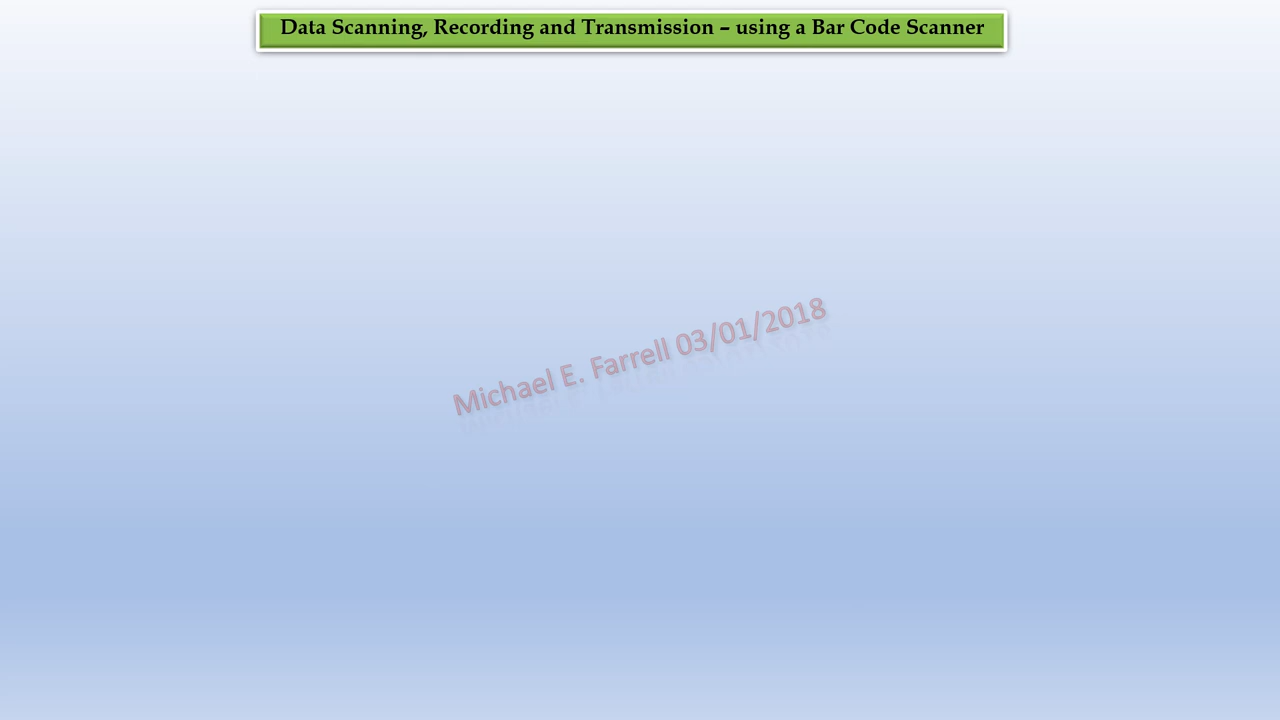 Data Scanning, Recording and Transmission – using a Bar Code Scanner
Michael E. Farrell 03/01/2018